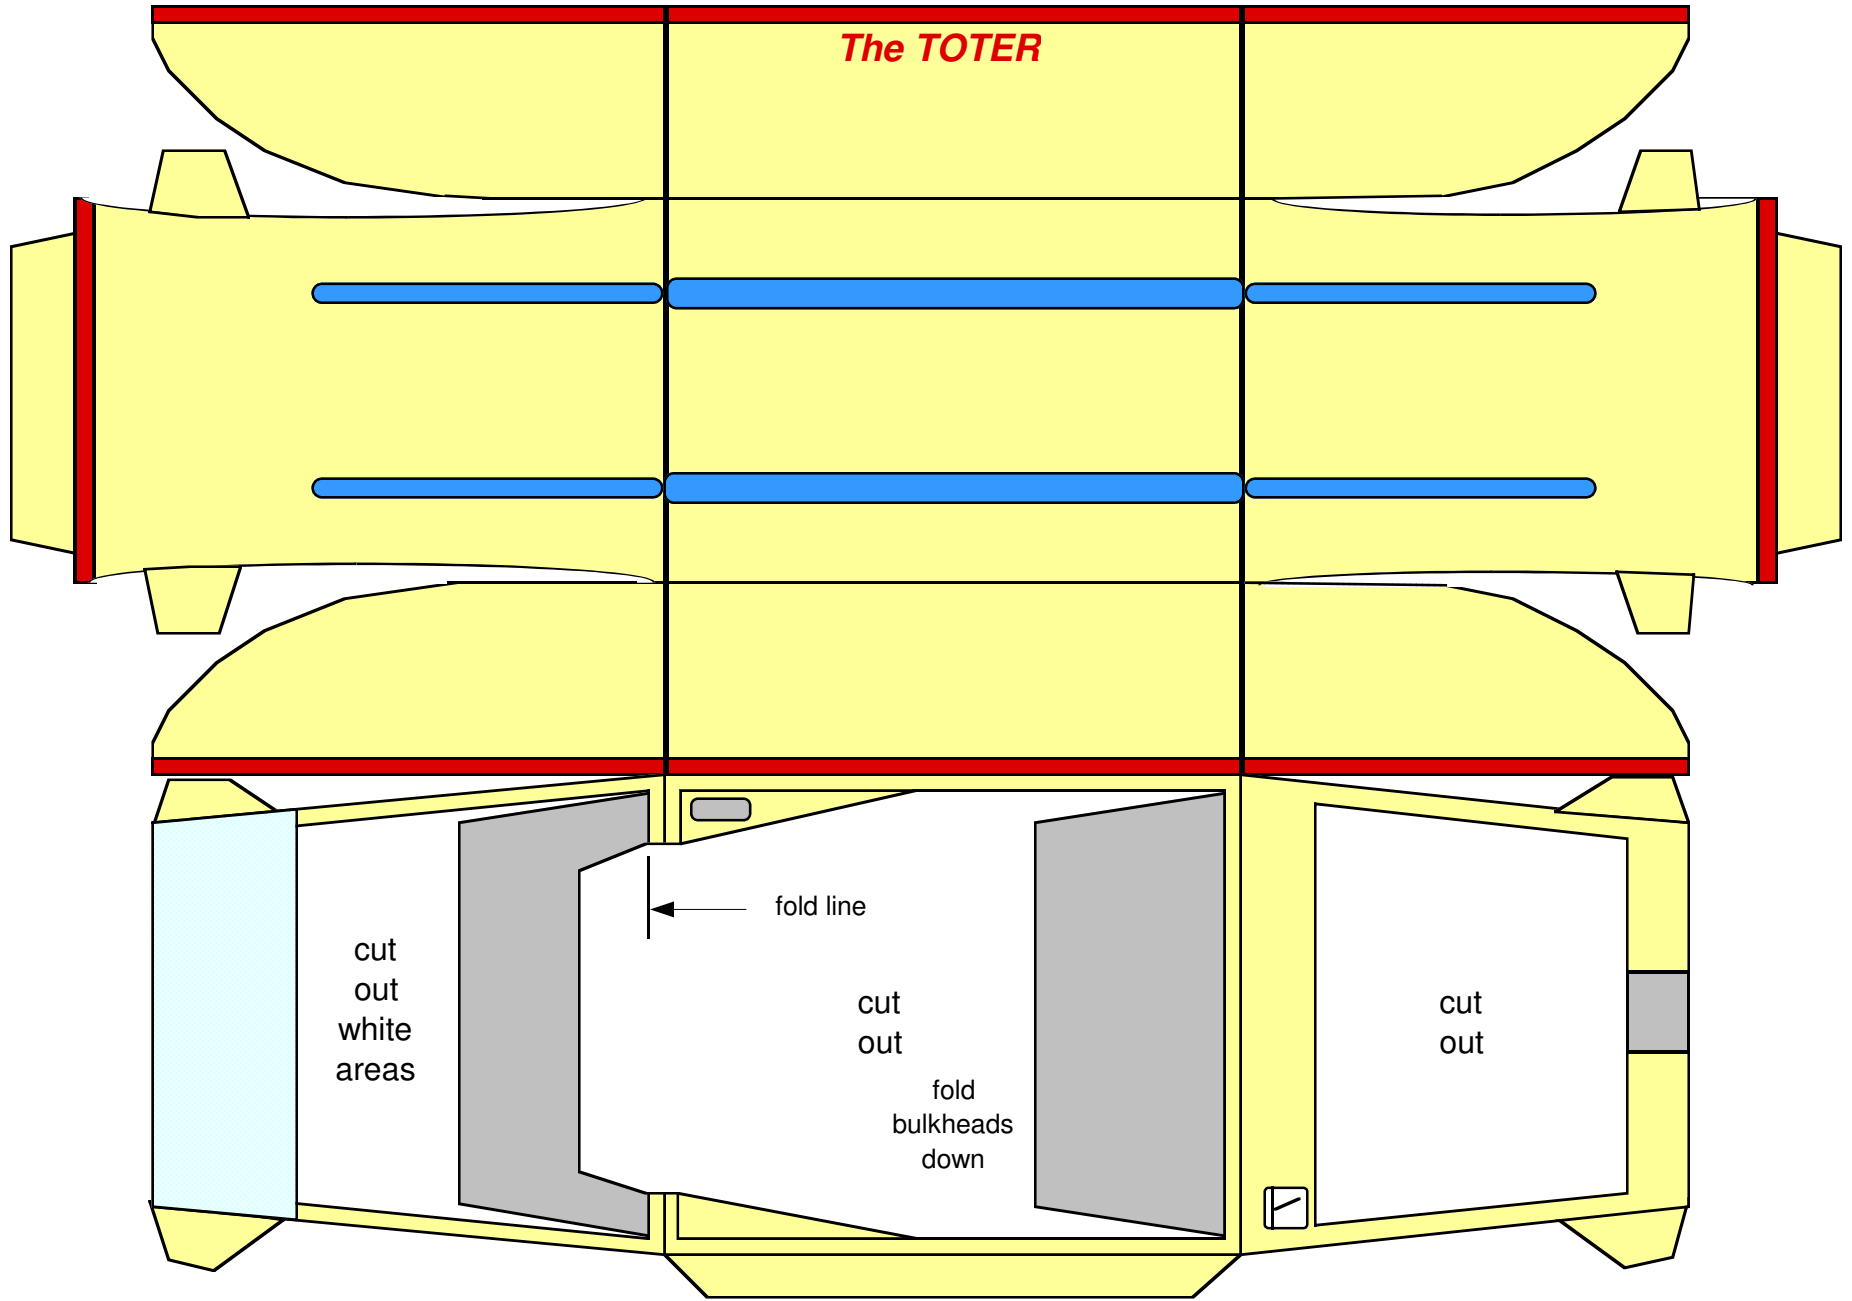 The TOTER
fold line
cut
out
white
areas
cut
out
fold
bulkheads
down
cut
out